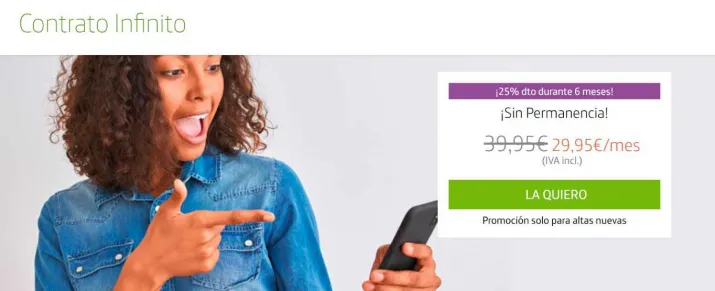 Contrato Infinito
¡25% dto durante 6 meses!
¡Sin Permanencia!
39,95€ 29,95€/mes
(IVA incl.)
LA QUIERO
Promoción solo para altas nuevas